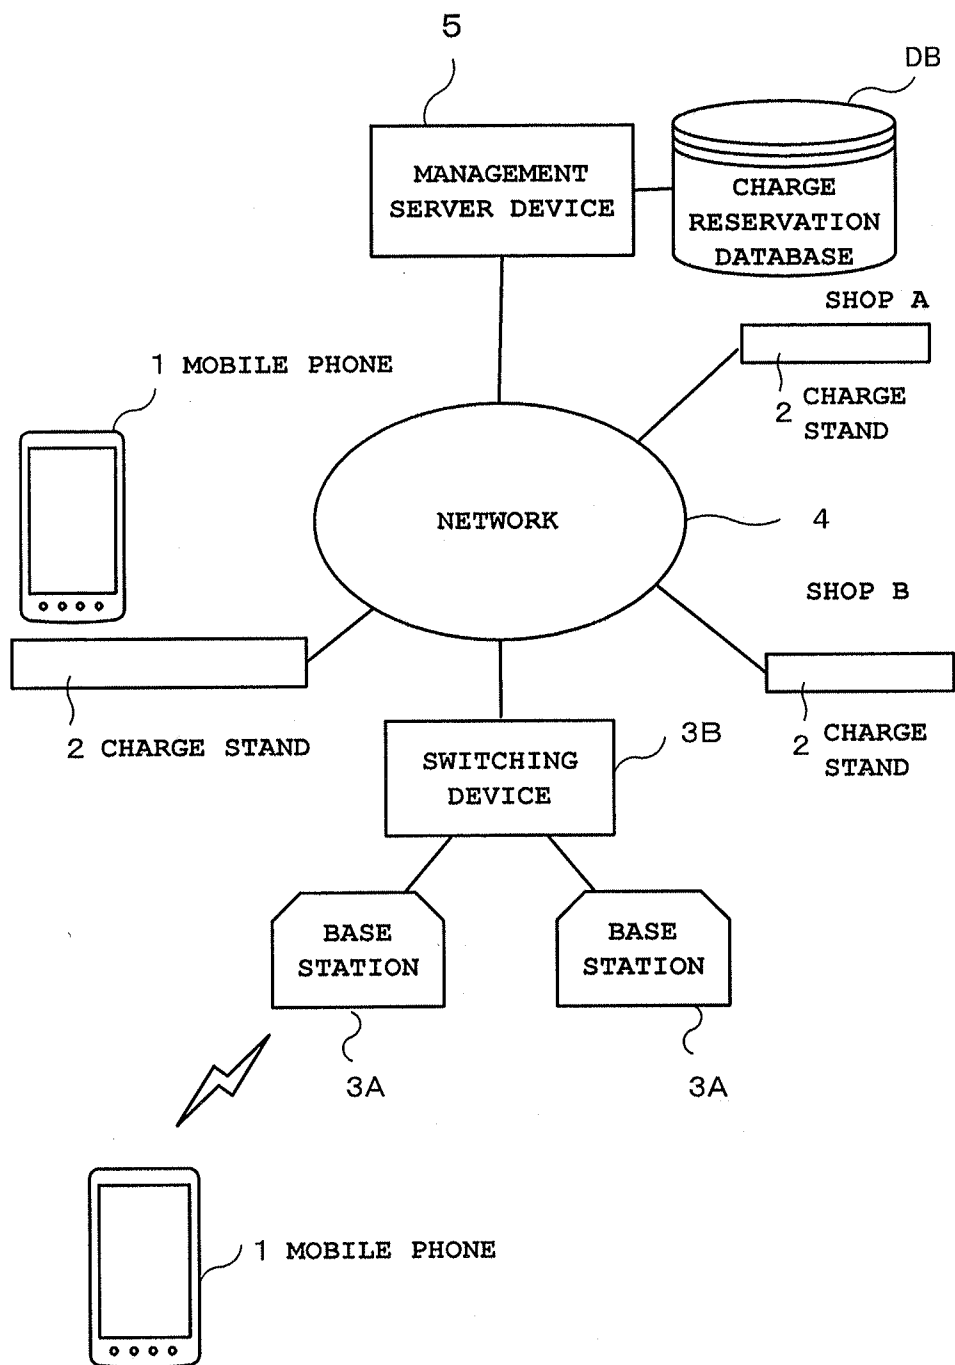 5
DB
MANAGEMENT
SERVER DEVICE
CHARGE
RESERVATION
DATABASE
SHOP A
1 MOBILE PHONE
2 CHARGE
STAND
NETWORK
4
SHOP B
2 CHARGE STAND
3B
2 CHARGE
STAND
SWITCHING
DEVICE
BASE
STATION
BASE
STATION
3A
3A
1 MOBILE PHONE